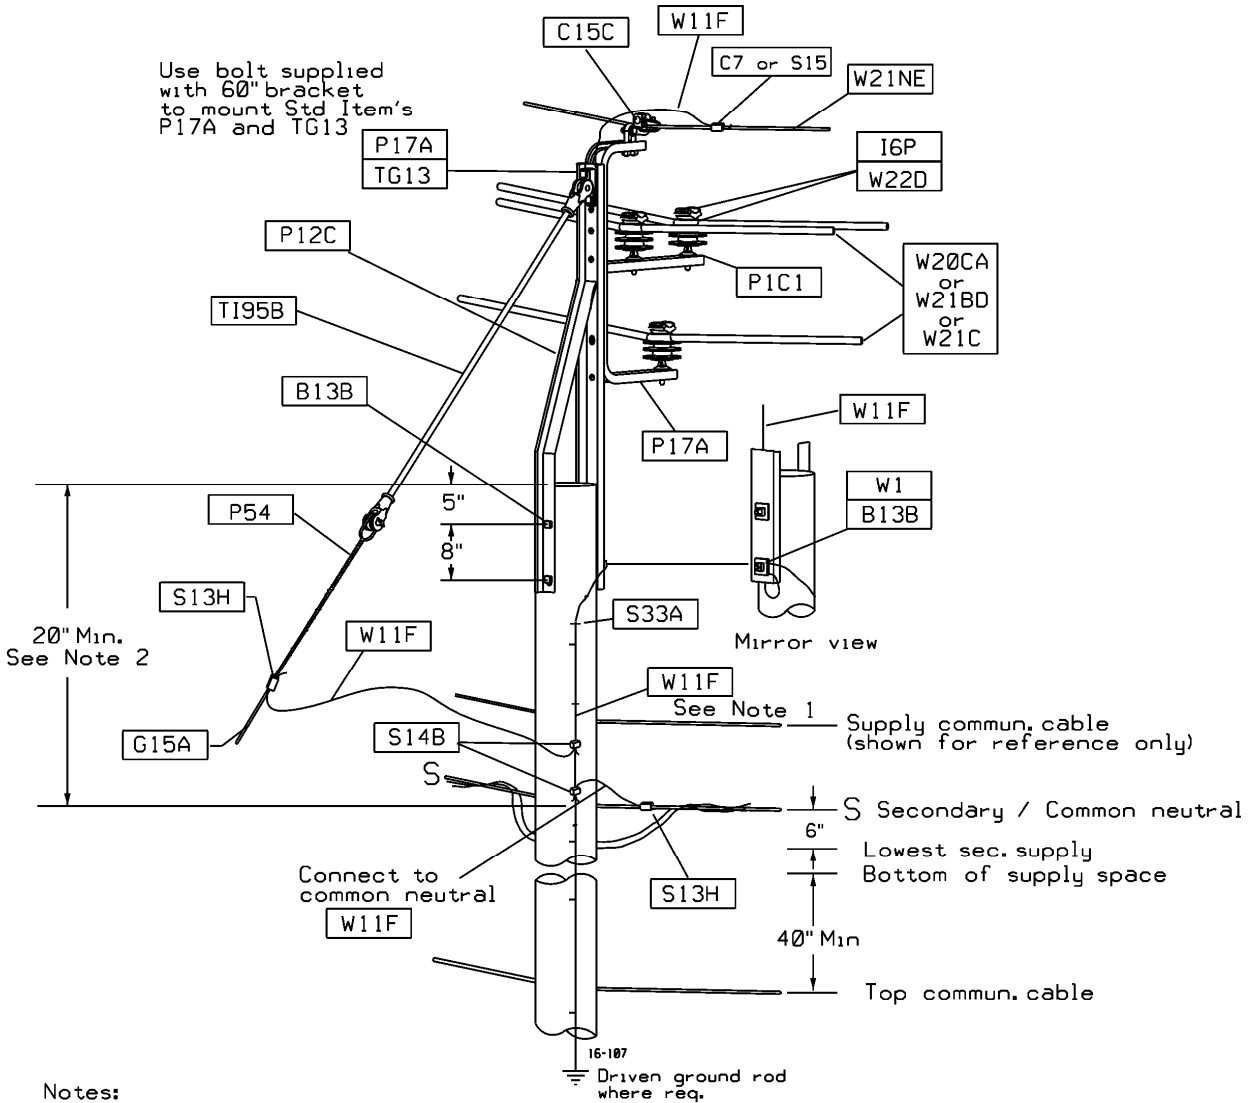 W11F
C15C
C7 or S15
W21NE
Use bolt supplied
with 60" bracket
to mount Std Item's
P17A and TG13
P17A
TG13
I6P
W22D
P12C
P1C1
W20CA
or
W21BD
or
W21C
TI95B
B13B
W11F
P17A
5"
W1
B13B
P54
8"
S13H
S33A
20" Min.
See Note 2
W11F
Mirror view
W11F
See Note 1
Supply commun. cable
(shown for reference only)
G15A
S14B
S
S Secondary / Common neutral
6"
Lowest sec. supply
Bottom of supply space
Connect to
common neutral
W11F
S13H
40" Min
Top commun. cable
16-107
Driven ground rod
where req.
Notes: